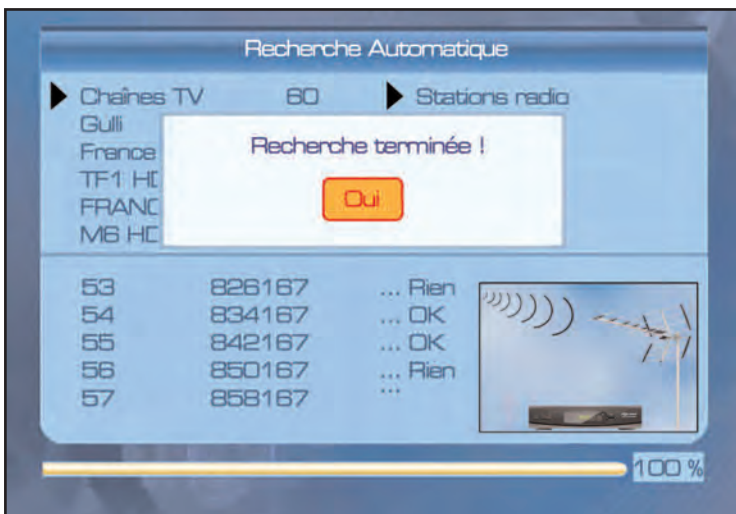 Recherche Automatique
Chaînes TV 60 Stations radio
Gulli
France
TF1 HD
FRANC
M6 HD
Recherche terminée !
Oui
53 826167 ... Rien
54 834167 ... OK
55 842167 ... OK
56 850167 ... Rien
57 858167 ...
100 %